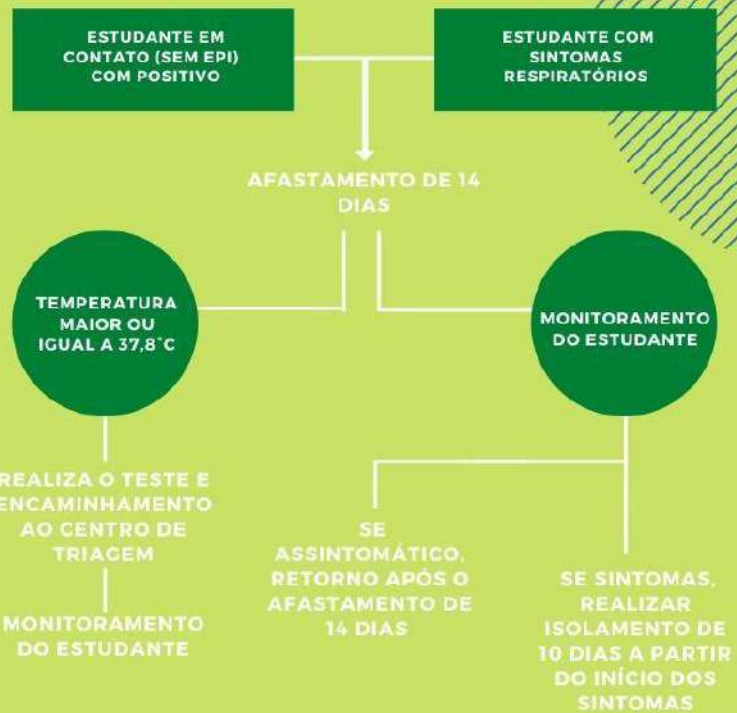 ESTUDANTE EM
CONTATO (SEM EPI)
COM POSITIVO
ESTUDANTE COM
SINTOMAS
RESPIRATÓRIOS
AFASTAMENTO DE 14
DIAS
TEMPERATURA
MAIOR OU
IGUAL A 37,8°C
MONITORAMENTO
DO ESTUDANTE
REALIZA O TESTE E
ENCAMINHAMENTO
AO CENTRO DE
TRIAGEM
MONITORAMENTO
DO ESTUDANTE
SE
ASSINTOMÁTICO,
RETORNO APÓS O
AFASTAMENTO DE
14 DIAS
SE SINTOMAS,
REALIZAR
ISOLAMENTO DE
10 DIAS A PARTIR
DO INÍCIO DOS
SINTOMAS